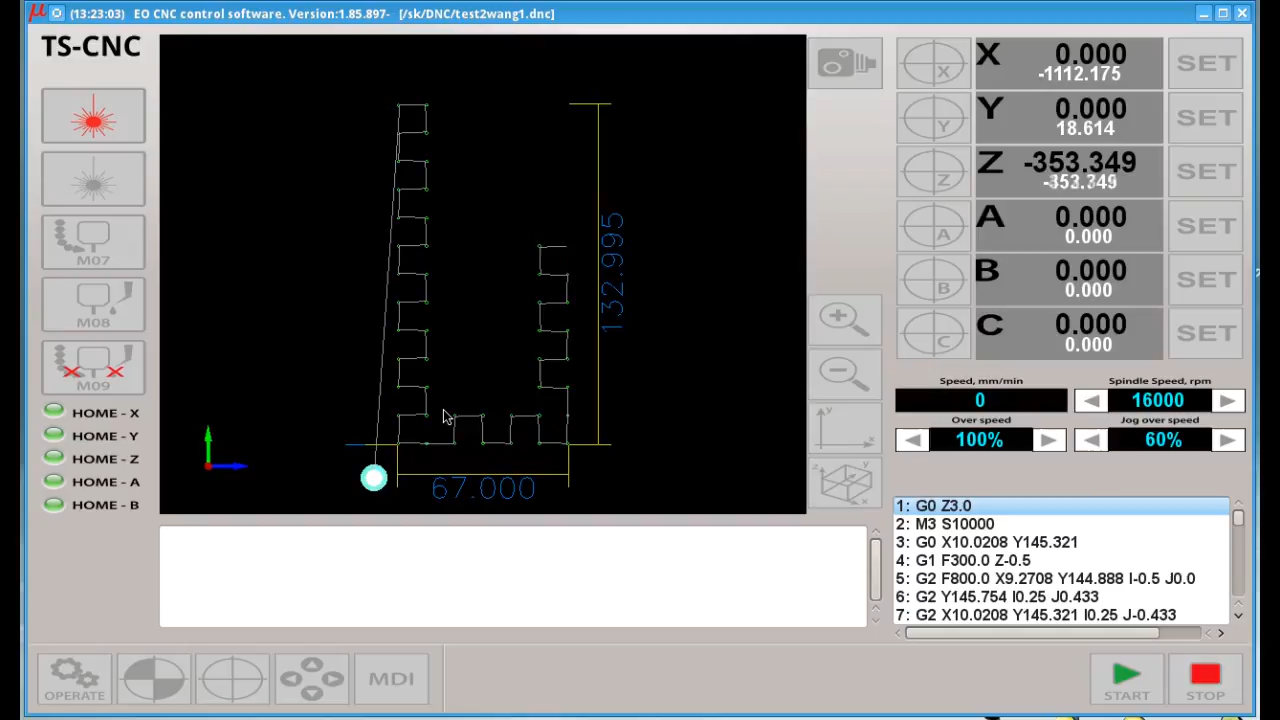 (13:23:03) EO CNC control software. Version:1.85.897- [/sk/DNC/test2wang1.dnc]
TS-CNC
M07
M08
M09
HOME - X
HOME - Y
HOME - Z
HOME - A
HOME - B
132.995
67.000
X
X
0.000
-1112.175
SET
Y
Y
0.000
18.614
SET
Z
Z
-353.349
-353.349
SET
A
A
0.000
0.000
SET
B
B
0.000
0.000
SET
C
C
0.000
0.000
SET
Speed, mm/min
0
Spindle Speed, rpm
16000
Over speed
100%
Jog over speed
60%
1: G0 Z3.0
2: M3 S10000
3: G0 X10.0208 Y145.321
4: G1 F300.0 Z-0.5
5: G2 F800.0 X9.2708 Y144.888 I-0.5 J0.0
6: G2 Y145.754 I0.25 J0.433
7: G2 X10.0208 Y145.321 I0.25 J-0.433
OPERATE
MDI
START
STOP